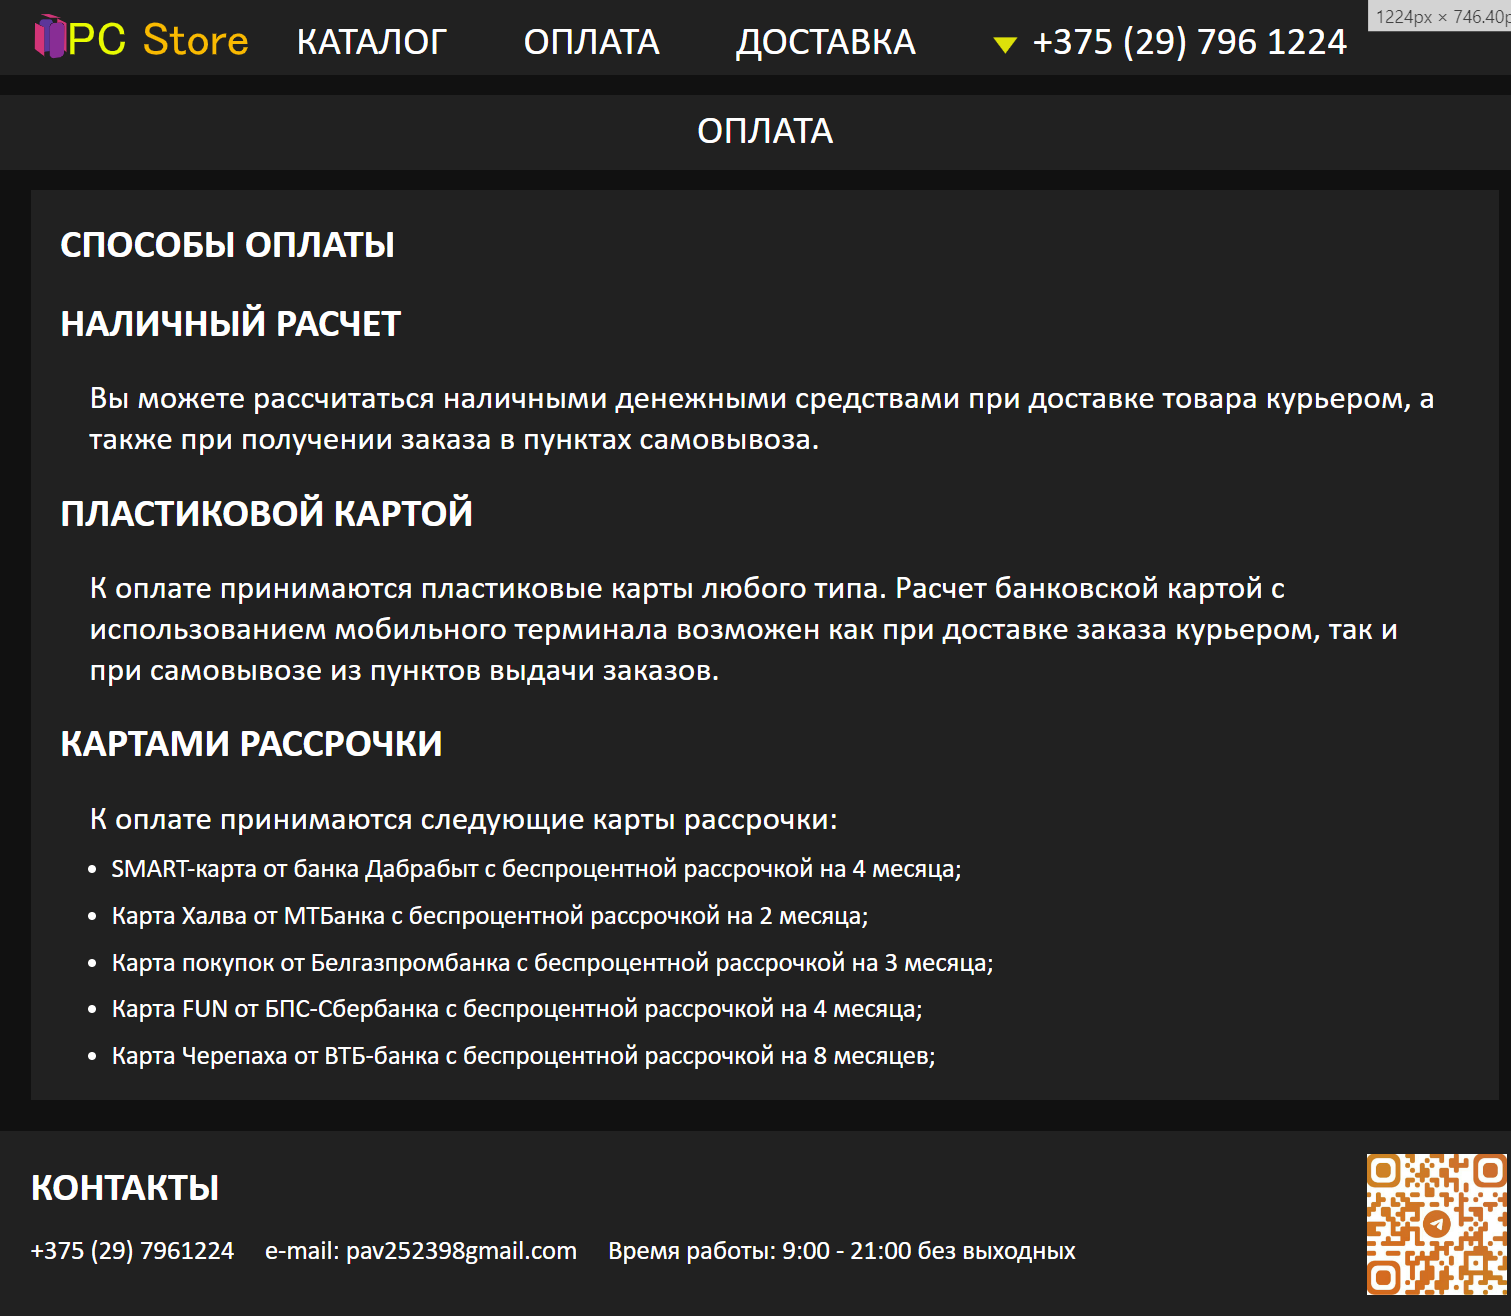 PC Store КАТАЛОГ ОПЛАТА ДОСТАВКА +375 (29) 796 1224
1224px × 746.40p
ОПЛАТА
СПОСОБЫ ОПЛАТЫ
НАЛИЧНЫЙ РАСЧЕТ
Вы можете рассчитаться наличными денежными средствами при доставке товара курьером, а
также при получении заказа в пунктах самовывоза.
ПЛАСТИКОВОЙ КАРТОЙ
К оплате принимаются пластиковые карты любого типа. Расчет банковской картой с
использованием мобильного терминала возможен как при доставке заказа курьером, так и
при самовывозе из пунктов выдачи заказов.
КАРТАМИ РАССРОЧКИ
К оплате принимаются следующие карты рассрочки:
• SMART-карта от банка Дабрабыт с беспроцентной рассрочкой на 4 месяца;
• Карта Халва от МТБанка с беспроцентной рассрочкой на 2 месяца;
• Карта покупок от Белгазпромбанка с беспроцентной рассрочкой на 3 месяца;
• Карта FUN от БПС-Сбербанка с беспроцентной рассрочкой на 4 месяца;
• Карта Черепаха от ВТБ-банка с беспроцентной рассрочкой на 8 месяцев;
КОНТАКТЫ
+375 (29) 7961224 e-mail: pav252398gmail.com Время работы: 9:00 - 21:00 без выходных